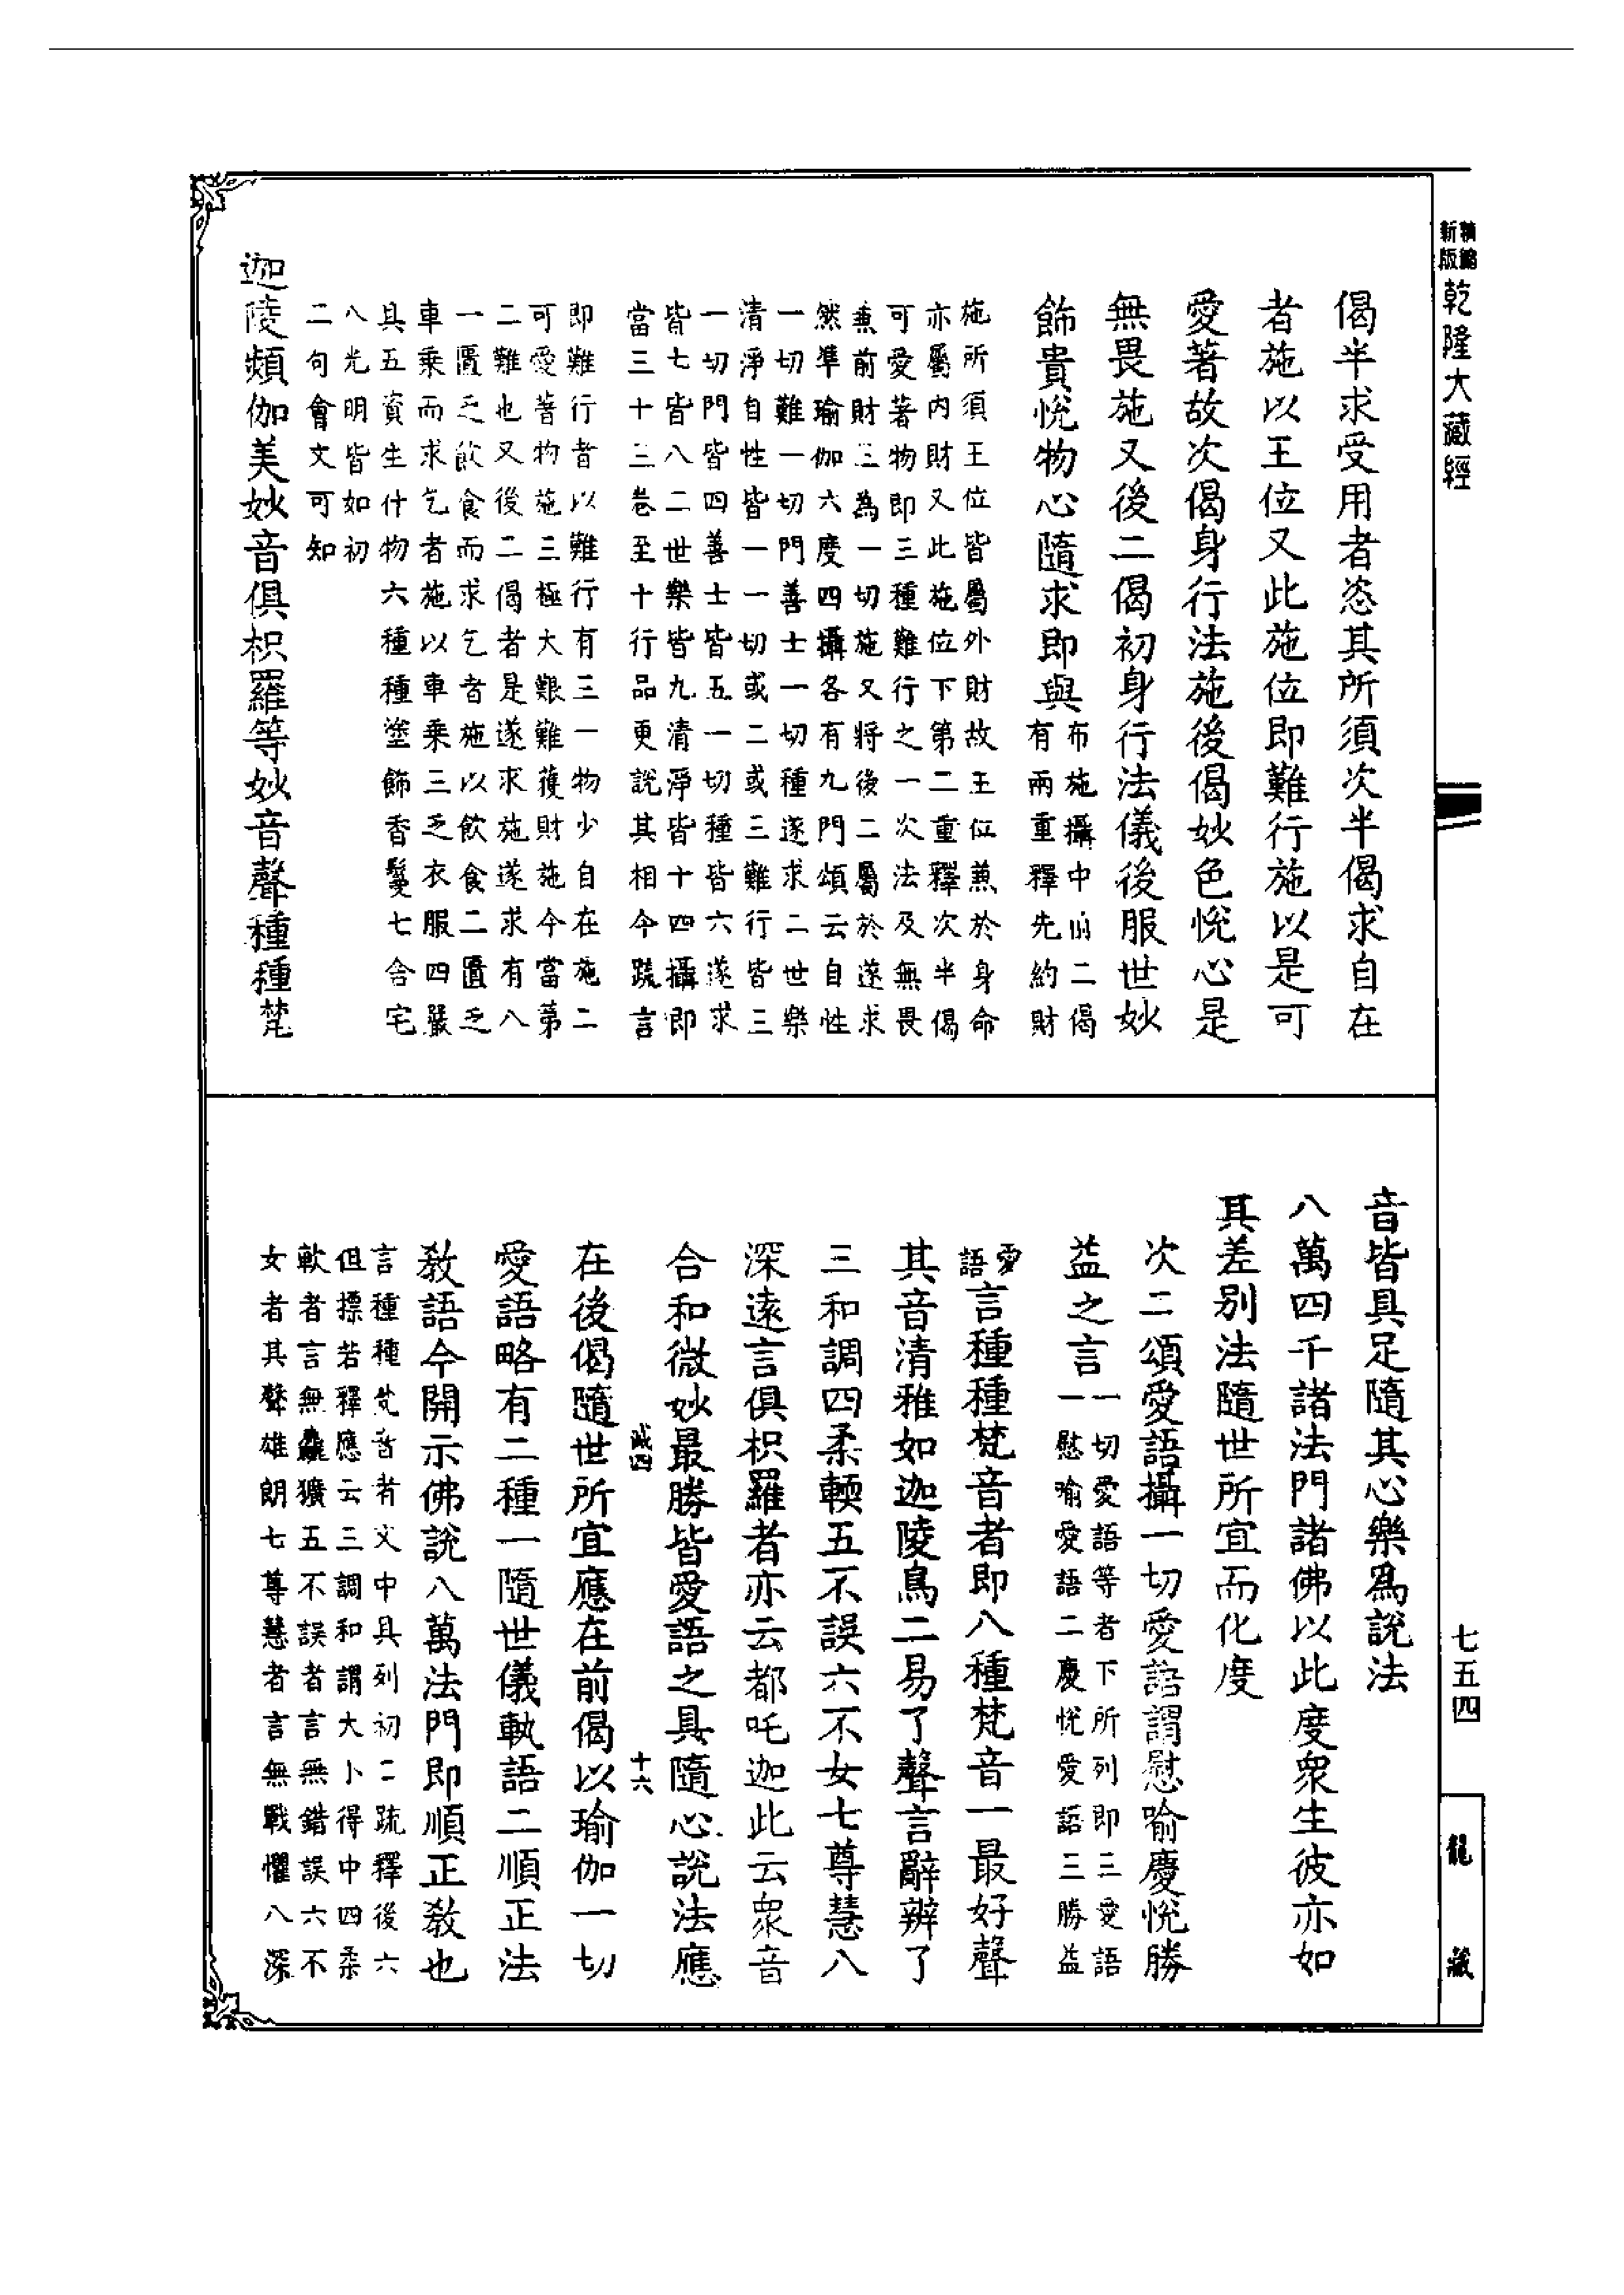 精縮
新版
乾隆大藏經
偈半求受用者恣其所須次半偈求自在
者施以王位又此施位即難行施以是可
愛著故次偈身行法施後偈妙色悅心是
無畏施又後二偈初身行法儀後服世妙
飾貴悅物心隨求即與
布施攝中前二偈
有兩重釋先約財
施所須王位皆屬外財故王位兼於身命
亦屬內財又此施位下第二重釋次半偈
可愛著物即三種難行之一次法及無畏
兼前財三為一切施又將後二屬於遂求
然準瑜伽六度四攝各有九門頌云自性
一切難一切門善士一切種遂求二世樂
清淨自性皆一一切或二或三難行皆三
一切門皆四善士皆五一切種皆六遂求
皆七皆八二世樂皆九清淨皆十四攝即
當三十三卷至十行品更說其相今疏言
即難行者以難行有三一物少自在施二
可愛著物施三極大艱難獲財施今當第
二難也又後二偈者是遂求施遂求有八
一匱乏飲食而求乞者施以飲食二匱乏
車乘而求乞者施以車乘三乏衣服四嚴
具五資生什物六種種塗飾香鬘七舍宅
八光明皆如初
二句會文可知
迦陵頻伽美妙音俱枳羅等妙音聲種種梵
音皆具足隨其心樂爲說法
八萬四千諸法門諸佛以此度眾生彼亦如
其差別法隨世所宜而化度
次二頌愛語攝一切愛語謂慰喻慶悅勝
益之言
一切愛語等者下所列即三愛語
一慰喻愛語二慶悅愛語三勝益
愛
語
言種種梵音者即八種梵音一最好聲
其音清雅如迦陵鳥二易了聲言辭辨了
三和調四柔輭五不誤六不女七尊慧八
深遠言俱枳羅者亦云都吒迦此云眾音
合和微妙最勝皆愛語之具隨心說法應
誠四
十六
在後偈隨世所宜應在前偈以瑜伽一切
愛語略有二種一隨世儀軌語二順正法
教語今開示佛說八萬法門即順正教也
言種種梵音者文中具列初二疏釋後六
但標若釋應云三調和謂大小得中四柔
軟者言無麤獷五不誤者言無錯誤六不
女者其聲雄朗七尊慧者言無戰懼八深
七五四
龍藏